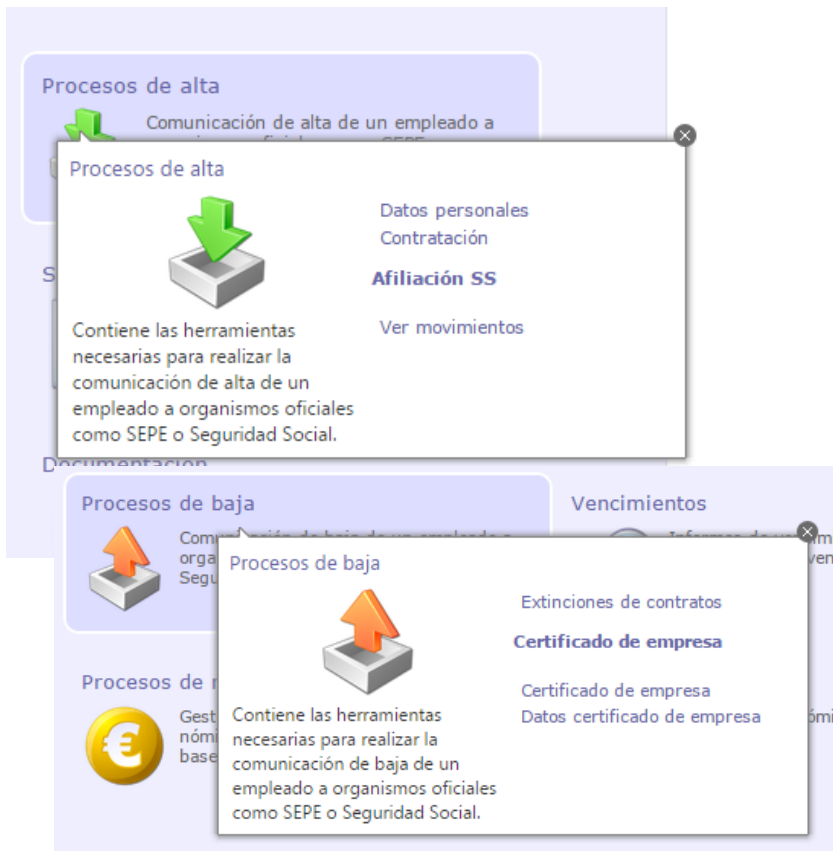 Procesos de alta
Comunicación de alta de un empleado a
Procesos de alta
Datos personales
Contratación
Afiliación SS
Ver movimientos
Contiene las herramientas
necesarias para realizar la
comunicación de alta de un
empleado a organismos oficiales
como SEPE o Seguridad Social.
Documentación
Procesos de baja
Vencimientos
Procesos de baja
Extinciones de contratos
Certificado de empresa
Certificado de empresa
Datos certificado de empresa
Contiene las herramientas
necesarias para realizar la
comunicación de baja de un
empleado a organismos oficiales
como SEPE o Seguridad Social.
Procesos de